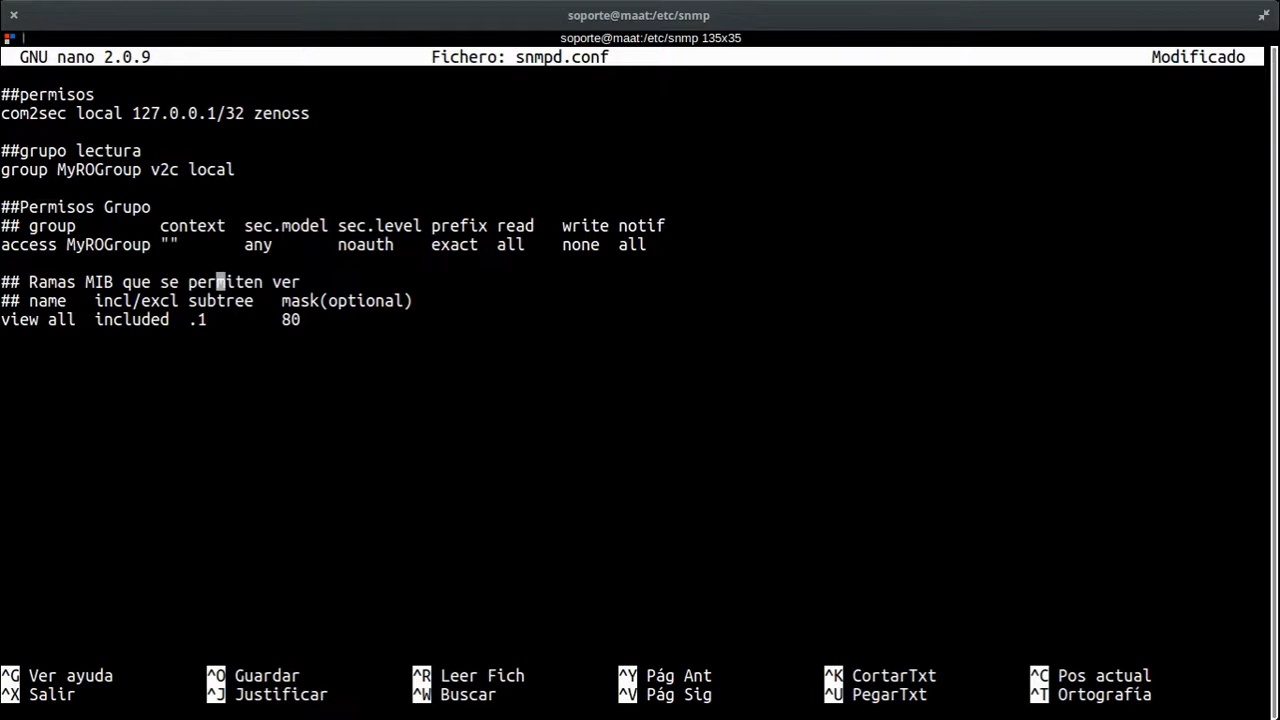 soporte@maat:/etc/snmp
soporte@maat:/etc/snmp 135x35
GNU nano 2.0.9 Fichero: snmpd.conf Modificado
##permisos
com2sec local 127.0.0.1/32 zenoss
##grupo lectura
group MyROGroup v2c local
##Permisos Grupo
## group context sec.model sec.level prefix read write notif
access MyROGroup "" any noauth exact all none all
## Ramas MIB que se permiten ver
## name incl/excl subtree mask(optional)
view all included .1 80
^G Ver ayuda ^O Guardar ^R Leer Fich ^Y Pág Ant ^K CortarTxt ^C Pos actual
^X Salir ^J Justificar ^W Buscar ^V Pág Sig ^U PegarTxt ^T Ortografía